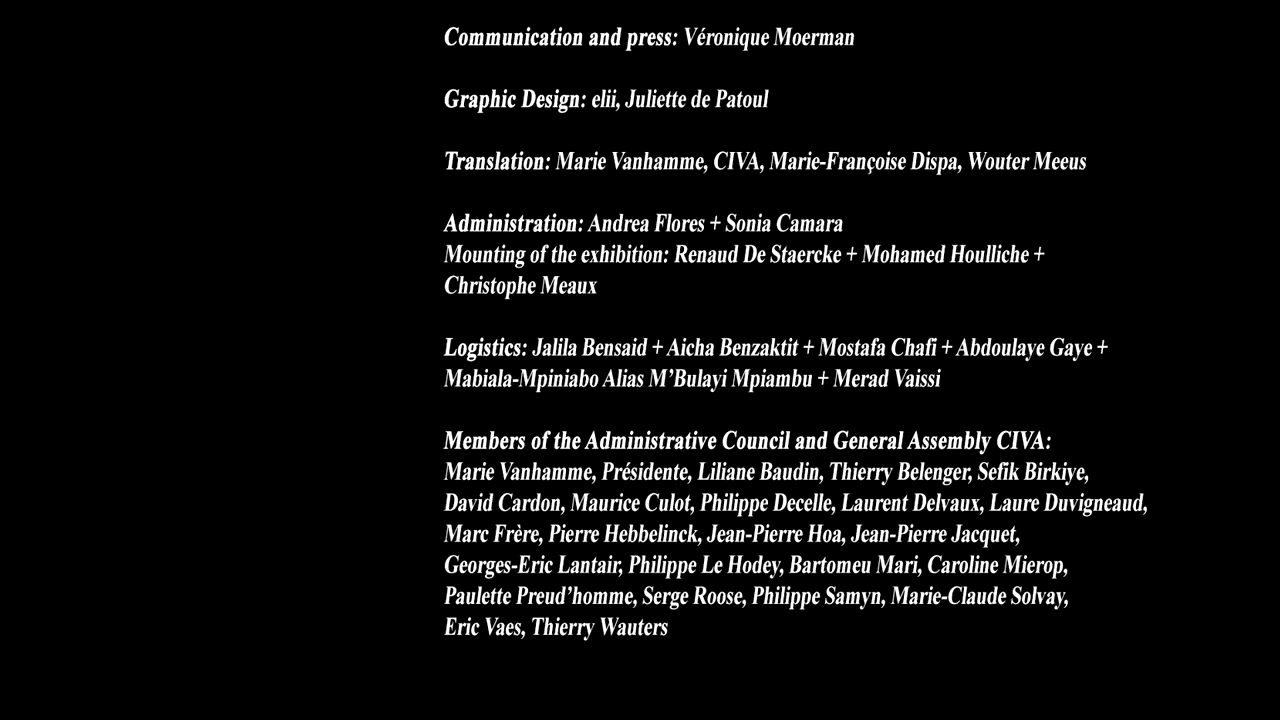 Communication and press: Véronique Moerman
Graphic Design: elii, Juliette de Patoul
Translation: Marie Vanhamme, CIVA, Marie-Françoise Dispa, Wouter Meeus
Administration: Andrea Flores + Sonia Camara
Mounting of the exhibition: Renaud De Staercke + Mohamed Houlliche +
Christophe Meaux
Logistics: Jalila Bensaid + Aicha Benzaktit + Mostafa Chafi + Abdoulaye Gaye +
Mabiala-Mpiniabo Alias M’Bulayi Mpiambu + Merad Vaissi
Members of the Administrative Council and General Assembly CIVA:
Marie Vanhamme, Présidente, Liliane Baudin, Thierry Belenger, Sefik Birkiye,
David Cardon, Maurice Culot, Philippe Decelle, Laurent Delvaux, Laure Duvigneaud,
Marc Frère, Pierre Hebbelinck, Jean-Pierre Hoa, Jean-Pierre Jacquet,
Georges-Eric Lantair, Philippe Le Hodey, Bartomeu Mari, Caroline Mierop,
Paulette Preud’homme, Serge Roose, Philippe Samyn, Marie-Claude Solvay,
Eric Vaes, Thierry Wauters